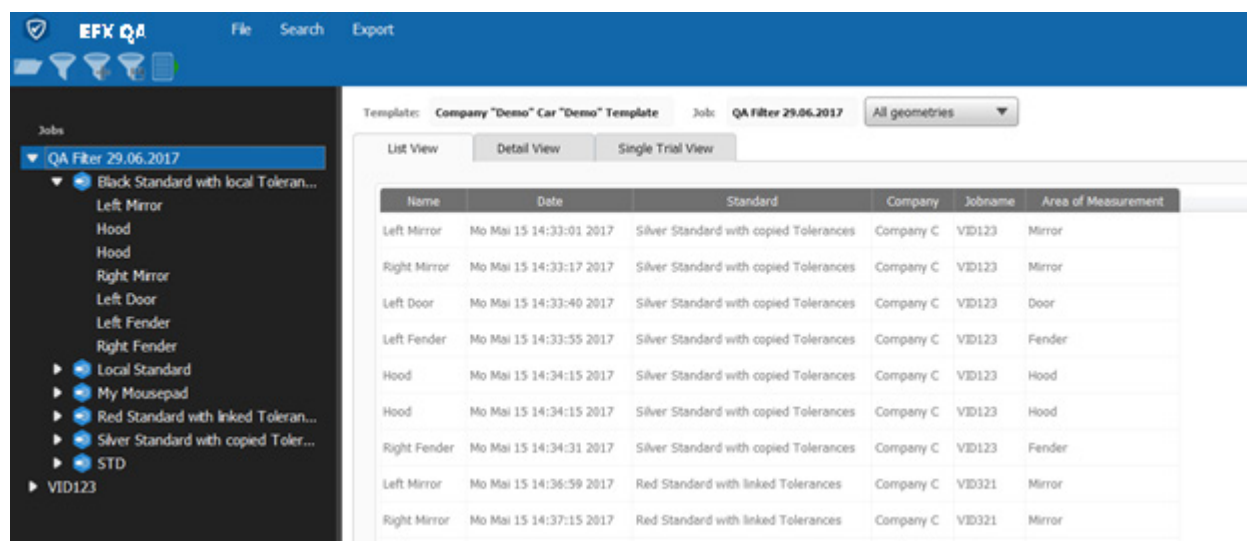 EFX QA File Search Export
Template: Company "Demo" Car "Demo" Template Job: QA Filter 29.06.2017 All geometries
Jobs
QA Filter 29.06.2017
Black Standard with local Toleran...
Left Mirror
Hood
Hood
Right Mirror
Left Door
Left Fender
Right Fender
Local Standard
My Mousepad
Red Standard with linked Toleran...
Silver Standard with copied Toler...
STD
VID123
List View Detail View Single Trial View
Name Date Standard Company Jobname Area of Measurement
Left Mirror Mo Mai 15 14:33:01 2017 Silver Standard with copied Tolerances Company C VID123 Mirror
Right Mirror Mo Mai 15 14:33:17 2017 Silver Standard with copied Tolerances Company C VID123 Mirror
Left Door Mo Mai 15 14:33:40 2017 Silver Standard with copied Tolerances Company C VID123 Door
Left Fender Mo Mai 15 14:33:55 2017 Silver Standard with copied Tolerances Company C VID123 Fender
Hood Mo Mai 15 14:34:15 2017 Silver Standard with copied Tolerances Company C VID123 Hood
Hood Mo Mai 15 14:34:15 2017 Silver Standard with copied Tolerances Company C VID123 Hood
Right Fender Mo Mai 15 14:34:31 2017 Silver Standard with copied Tolerances Company C VID123 Fender
Left Mirror Mo Mai 15 14:36:59 2017 Red Standard with linked Tolerances Company C VID321 Mirror
Right Mirror Mo Mai 15 14:37:15 2017 Red Standard with linked Tolerances Company C VID321 Mirror